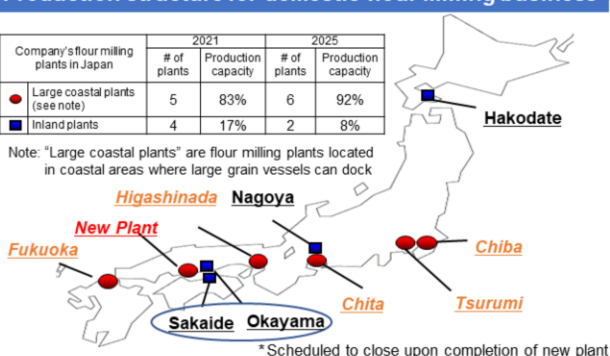 Production structure for domestic flour milling business
Company's flour milling
plants in Japan
2021
2025
# of
plants
Production
capacity
# of
plants
Production
capacity
Large coastal plants
(see note)
5
83%
6
92%
Inland plants
4
17%
2
8%
Note: "Large coastal plants" are flour milling plants located
in coastal areas where large grain vessels can dock
Hakodate
Higashinada
Nagoya
New Plant
Fukuoka
Chiba
Chita
Tsurumi
Sakaide
Okayama
*Scheduled to close upon completion of new plant